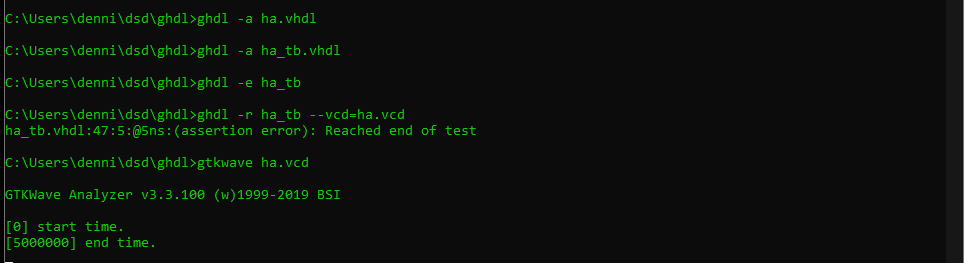 C:\Users\denni\dsd\ghdl>ghdl -a ha.vhdl
C:\Users\denni\dsd\ghdl>ghdl -a ha_tb.vhdl
C:\Users\denni\dsd\ghdl>ghdl -e ha_tb
C:\Users\denni\dsd\ghdl>ghdl -r ha_tb --vcd=ha.vcd
ha_tb.vhdl:47:5:@5ns:(assertion error): Reached end of test
C:\Users\denni\dsd\ghdl>gtkwave ha.vcd
GTKWave Analyzer v3.3.100 (w)1999-2019 BSI
[0] start time.
[5000000] end time.